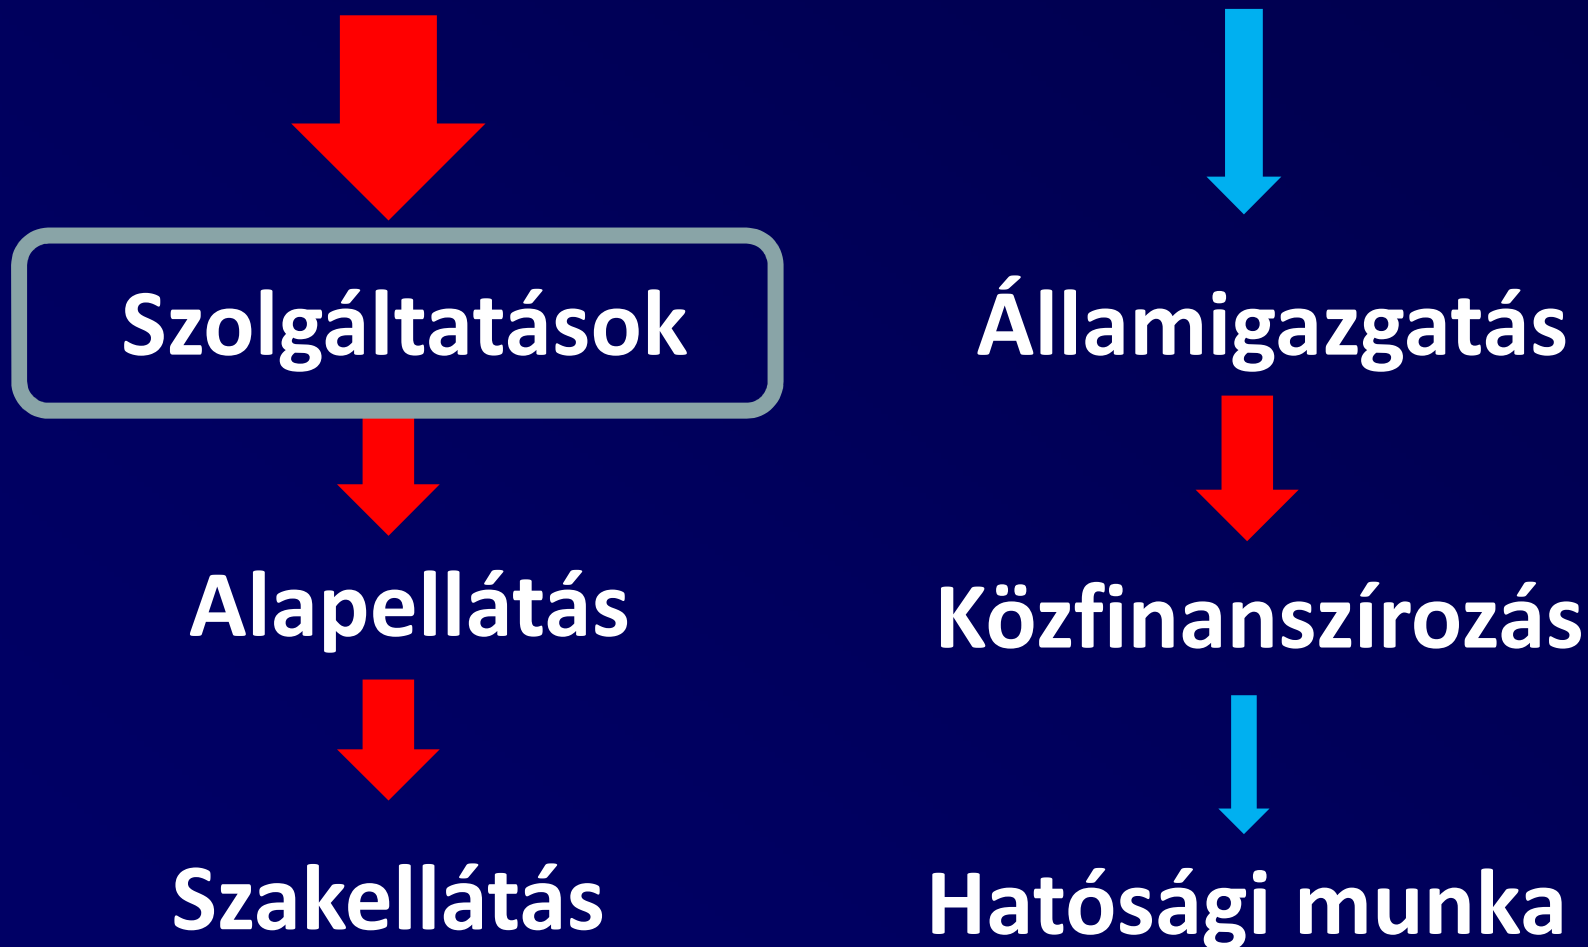 Szolgáltatások
Államigazgatás
Alapellátás
Közfinanszírozás
Szakellátás
Hatósági munka